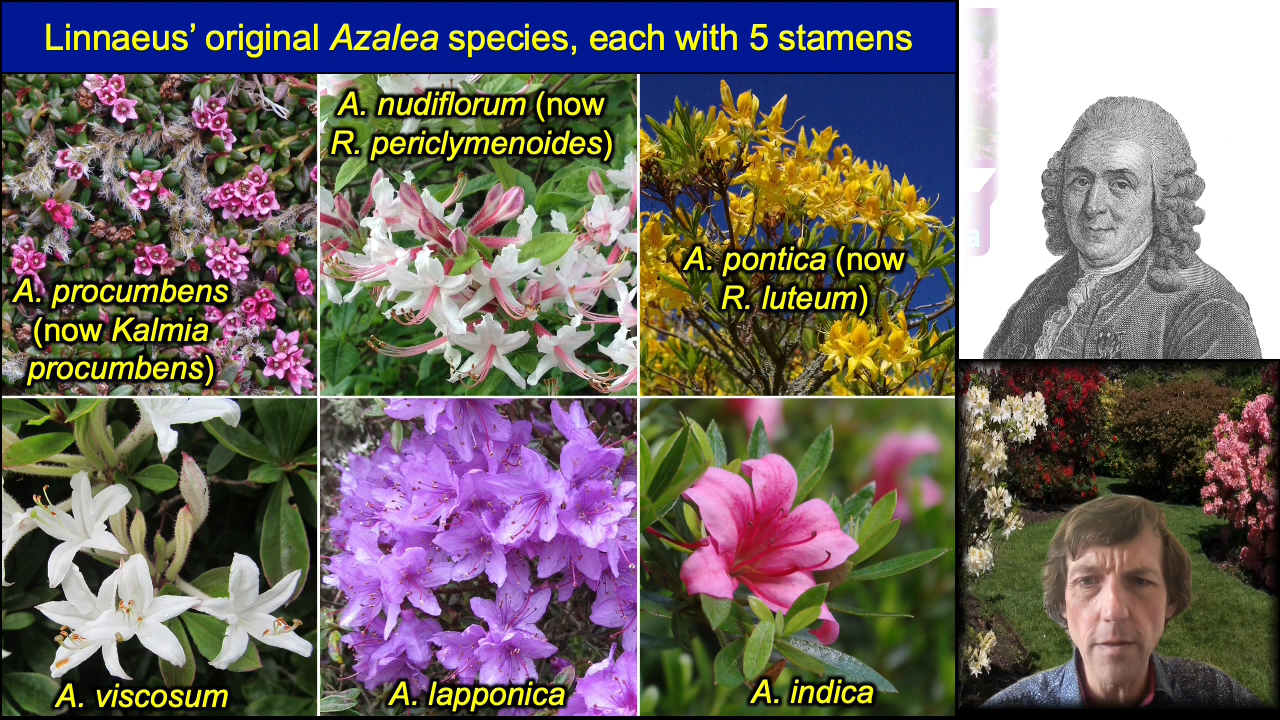 Linnaeus’ original Azalea species, each with 5 stamens
A. procumbens
(now Kalmia
procumbens)
A. nudiflorum (now
R. periclymenoides)
A. pontica (now
R. luteum)
A. viscosum
A. lapponica
A. indica